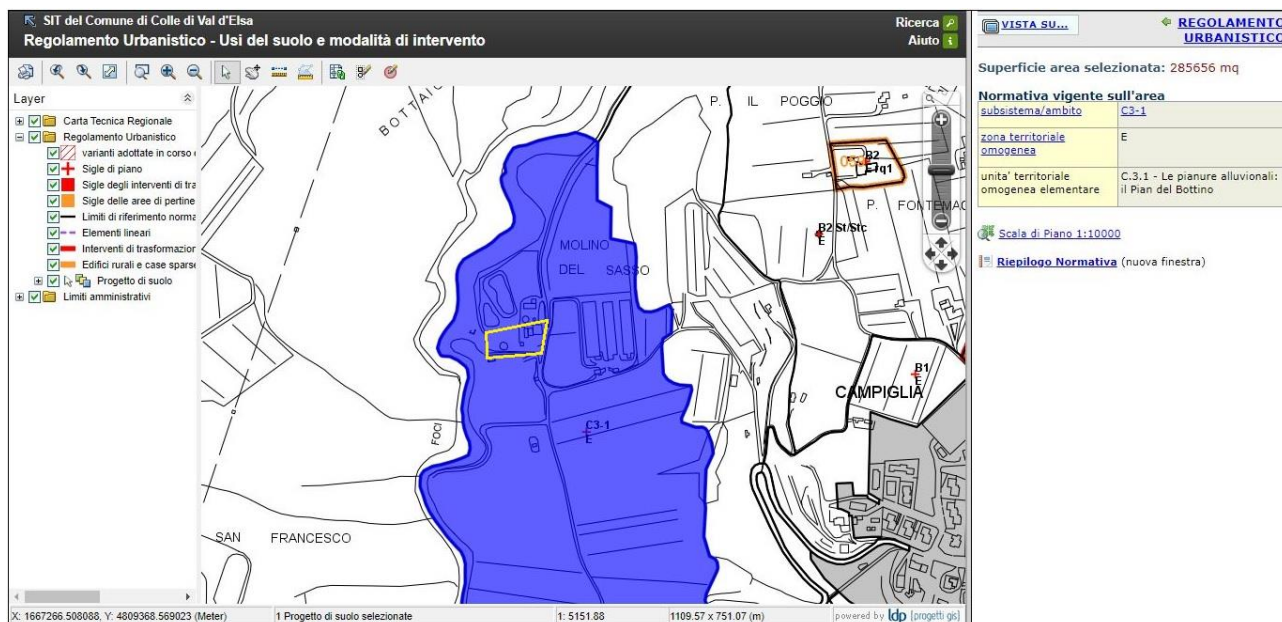 SIT del Comune di Colle di Val d'Elsa
Regolamento Urbanistico - Usi del suolo e modalità di intervento
Ricerca
Aiuto
Layer
Carta Tecnica Regionale
Regolamento Urbanistico
varianti adottate in corso
Sigle di piano
Sigle degli interventi di tra
Sigle delle aree di pertine
Limiti di riferimento norma
Elementi lineari
Interventi di trasformazion
Edifici rurali e case sparse
Progetto di suolo
Limiti amministrativi
P. IL POGGIO
B2
E1q1
P. FONTEMAC
B2 St/Stc
E
MOLINO
DEL SASSO
B1
E
CAMPIGLIA
C3-1
E
FOCI
SAN FRANCESCO
X: 1667266.508088, Y: 4809368.569023 (Meter)
1 Progetto di suolo selezionate
1: 5151.88
1109.57 x 751.07 (m)
powered by ldp [progetti gis]
VISTA SU...
REGOLAMENTO
URBANISTICO
Superficie area selezionata: 285656 mq
Normativa vigente sull'area
subsistema/ambito C3-1
zona territoriale E
omogenea
unita' territoriale C.3.1 - Le pianure alluvionali:
omogenea elementare il Pian del Bottino
Scala di Piano 1:10000
Riepilogo Normativa (nuova finestra)